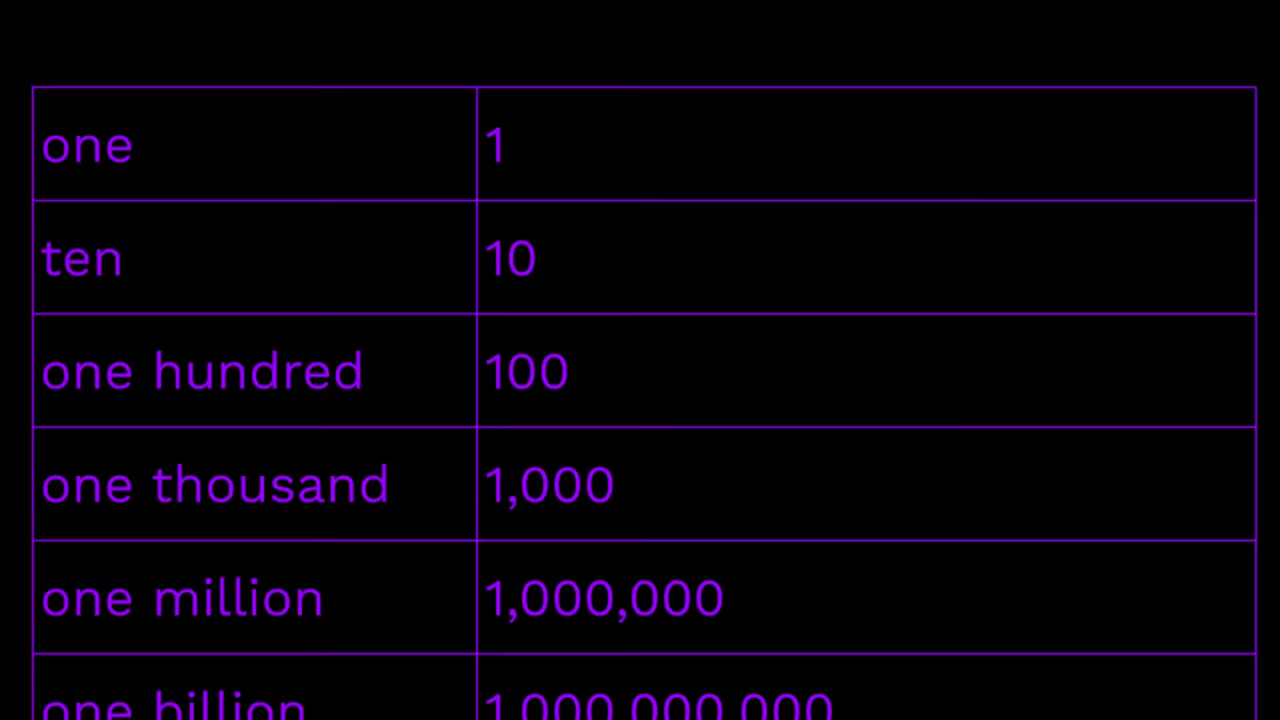 one 1
ten 10
one hundred 100
one thousand 1,000
one million 1,000,000
one billion 1,000,000,000